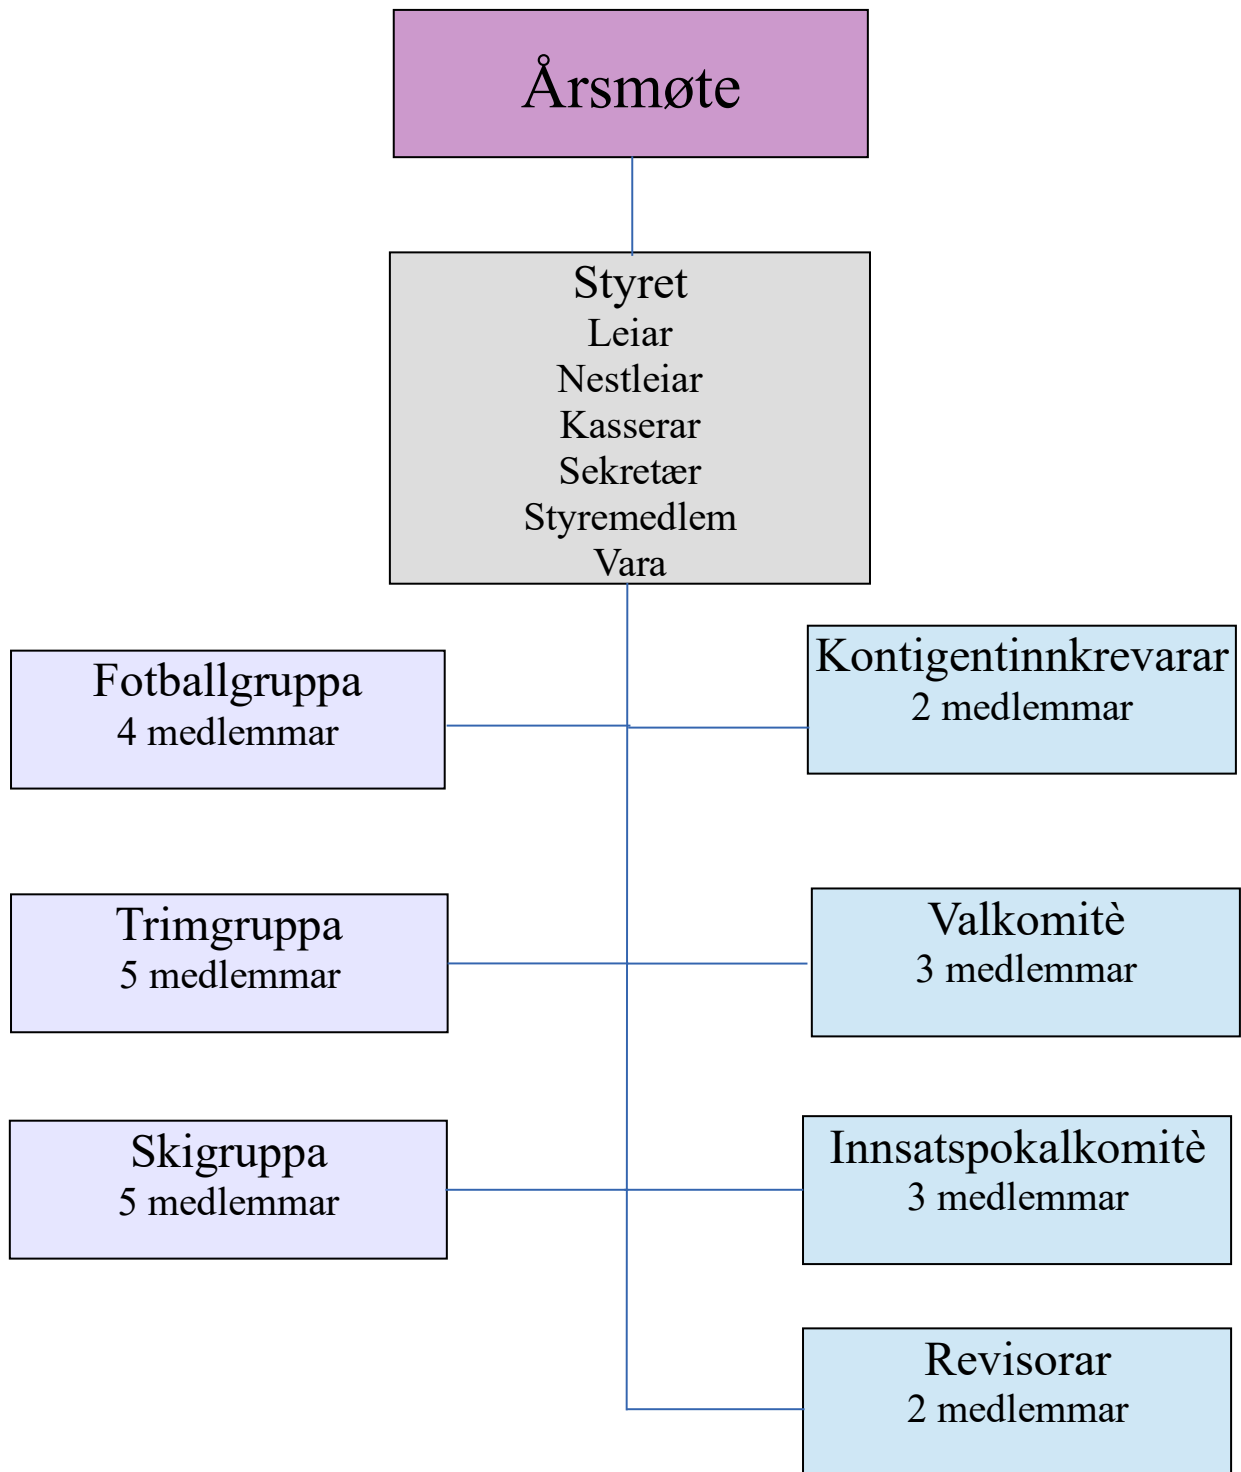 Årsmøte
Styret
Leiar
Nestleiar
Kasserar
Sekretær
Styremedlem
Vara
Fotballgruppa
4 medlemmar
Kontigentinnkrevarar
2 medlemmar
Trimgruppa
5 medlemmar
Valkomitè
3 medlemmar
Skigruppa
5 medlemmar
Innsatspokalkomitè
3 medlemmar
Revisorar
2 medlemmar